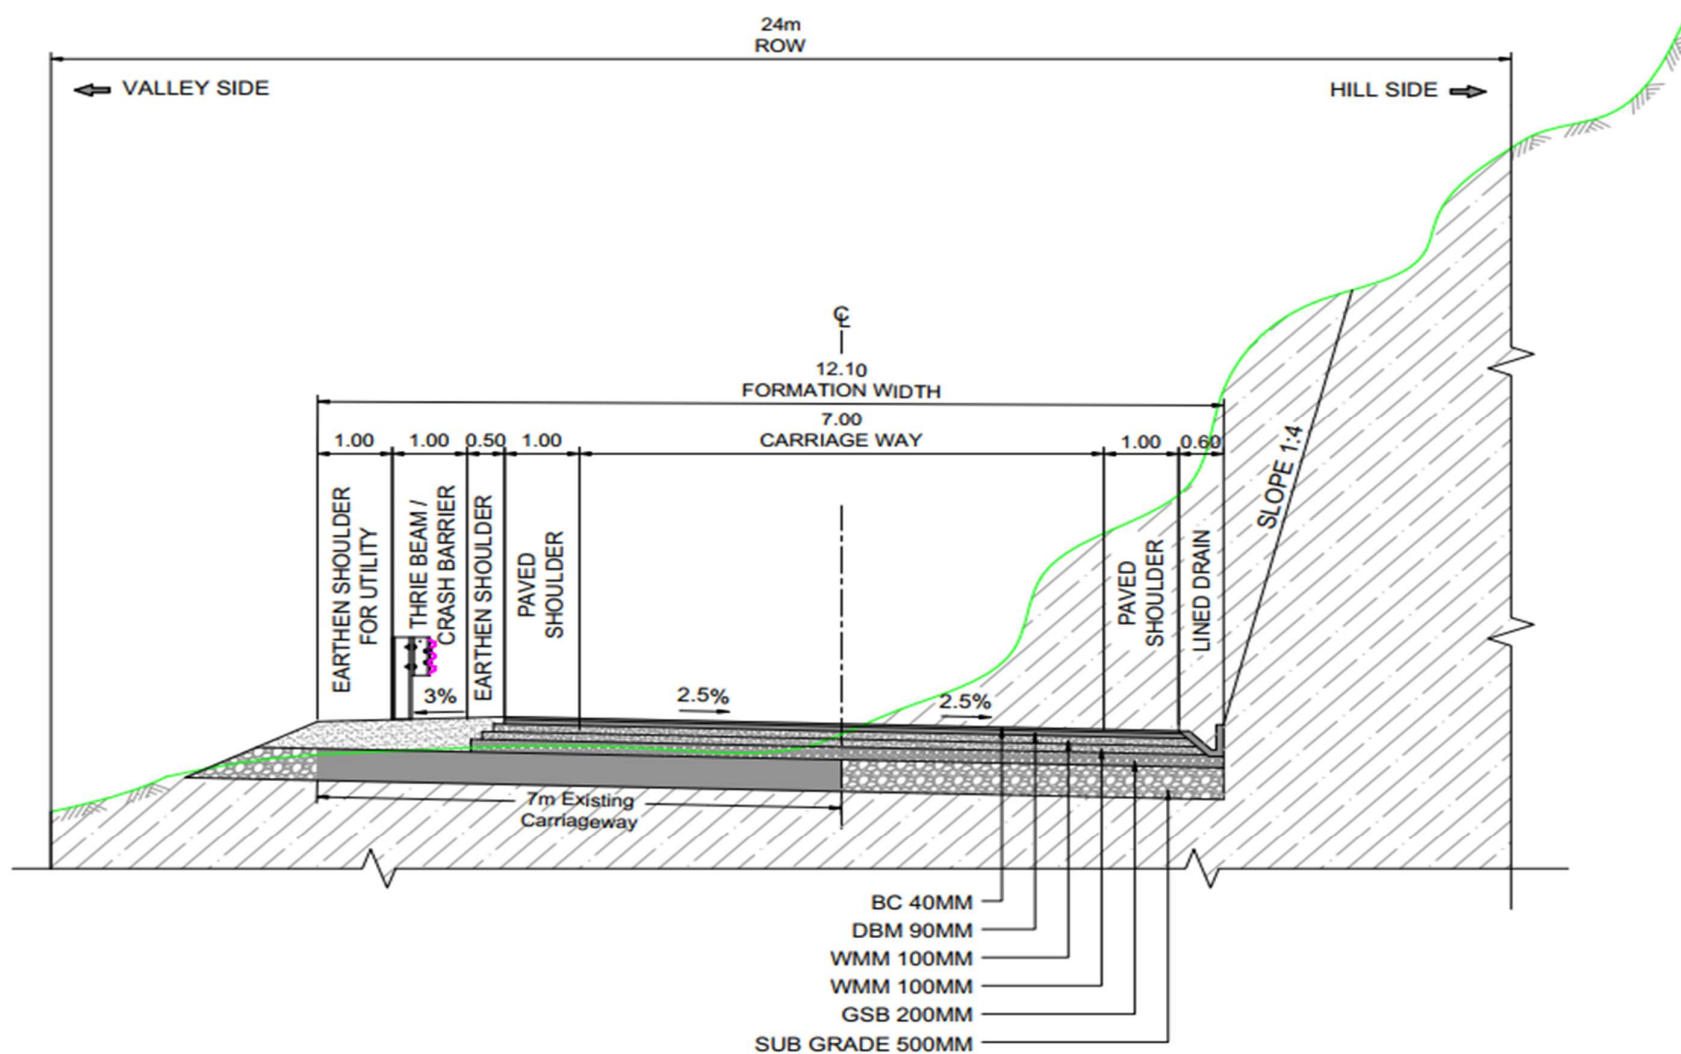 24m
ROW
VALLEY SIDE
HILL SIDE
℄
12.10
FORMATION WIDTH
7.00
CARRIAGE WAY
1.00
1.00
0.50
1.00
1.00
0.60
EARTHEN SHOULDER
FOR UTILITY
THRIE BEAM /
CRASH BARRIER
EARTHEN SHOULDER
PAVED
SHOULDER
PAVED
SHOULDER
LINED DRAIN
SLOPE 1:4
3%
2.5%
2.5%
7m Existing
Carriageway
BC 40MM
DBM 90MM
WMM 100MM
WMM 100MM
GSB 200MM
SUB GRADE 500MM